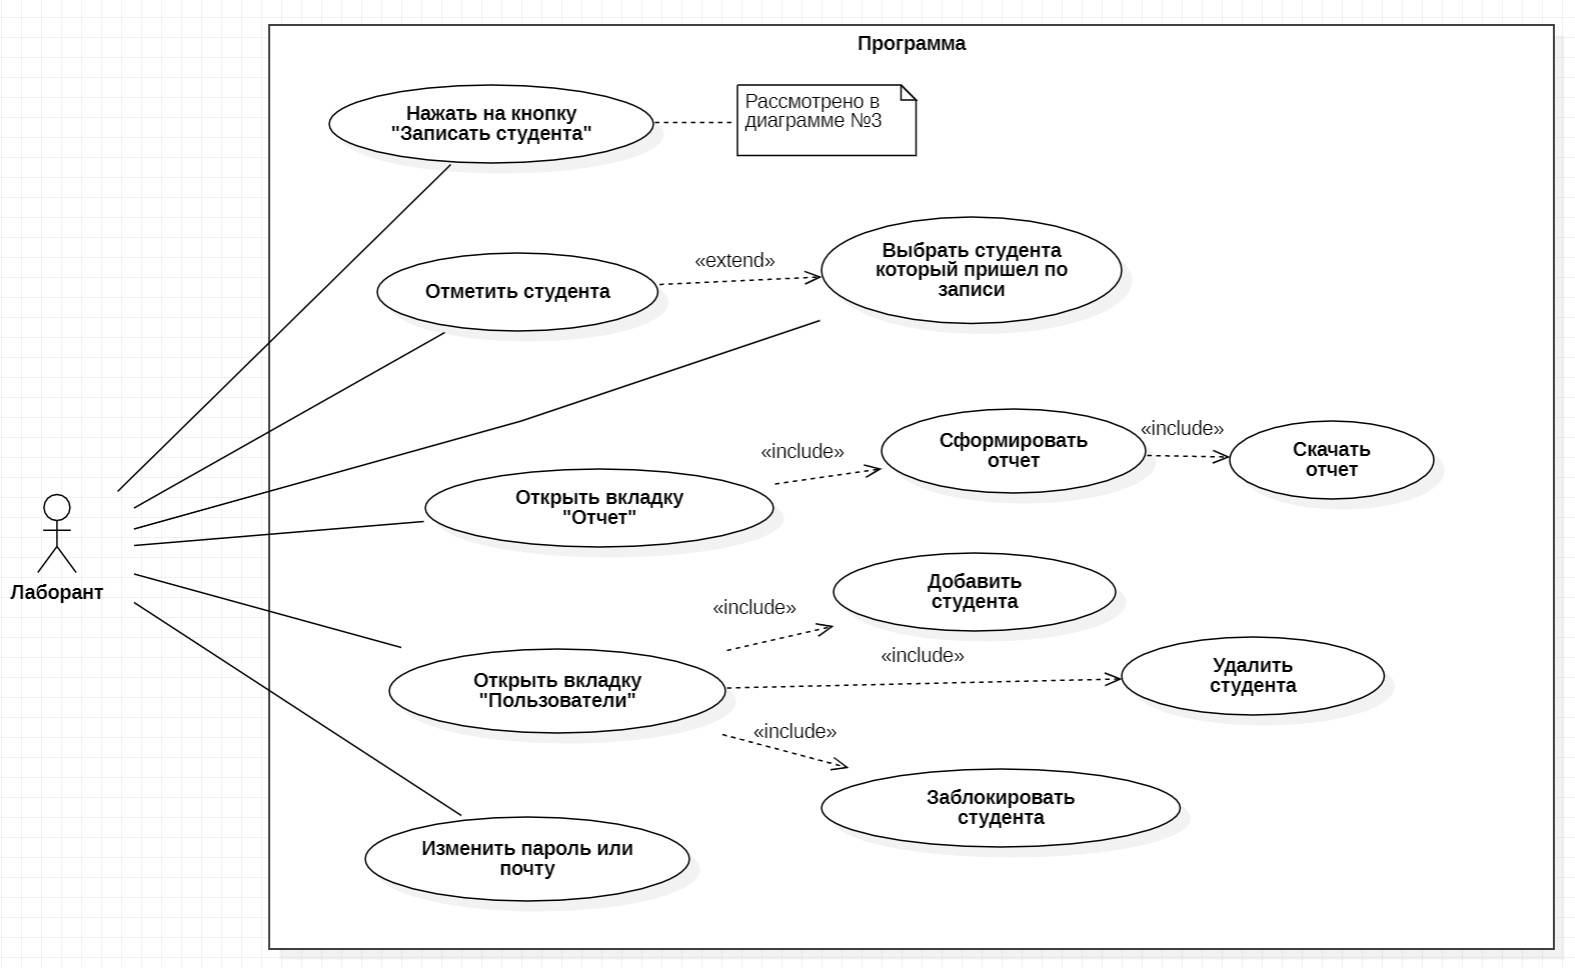 Программа
Нажать на кнопку
"Записать студента"
Рассмотрено в
диаграмме №3
Отметить студента
«extend»
Выбрать студента
который пришел по
записи
Открыть вкладку
"Отчет"
«include»
Сформировать
отчет
«include»
Скачать
отчет
Лаборант
Открыть вкладку
"Пользователи"
«include»
Добавить
студента
«include»
Удалить
студента
«include»
Заблокировать
студента
Изменить пароль или
почту